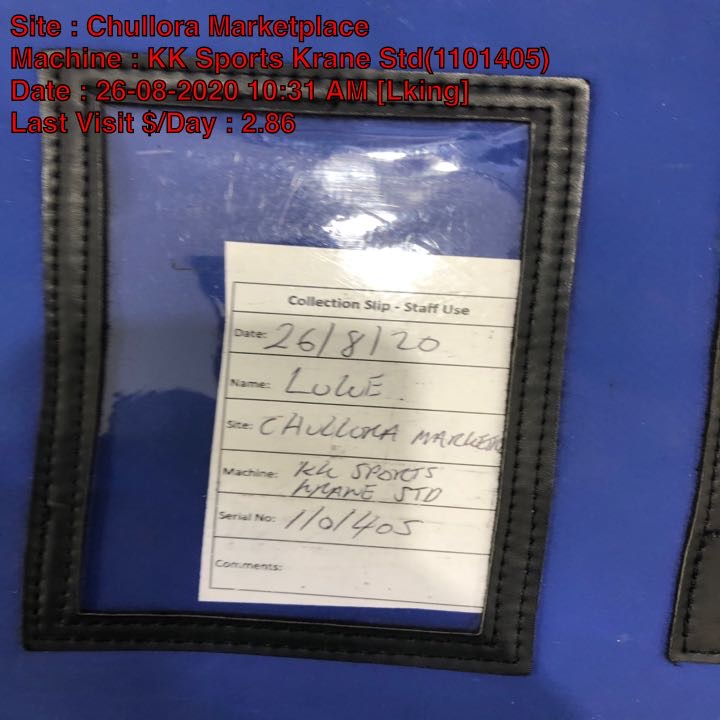 Site : Chullora Marketplace
Machine : KK Sports Krane Std(1101405)
Date : 26-08-2020 10:31 AM [Lking]
Last Visit $/Day : 2.86
Collection Slip - Staff Use
Date: 26/8/20
Name: LUKE
Site: CHULLORA MARKETP
Machine: KK SPORTS
KRANE STD
Serial No: 1101405
Comments: